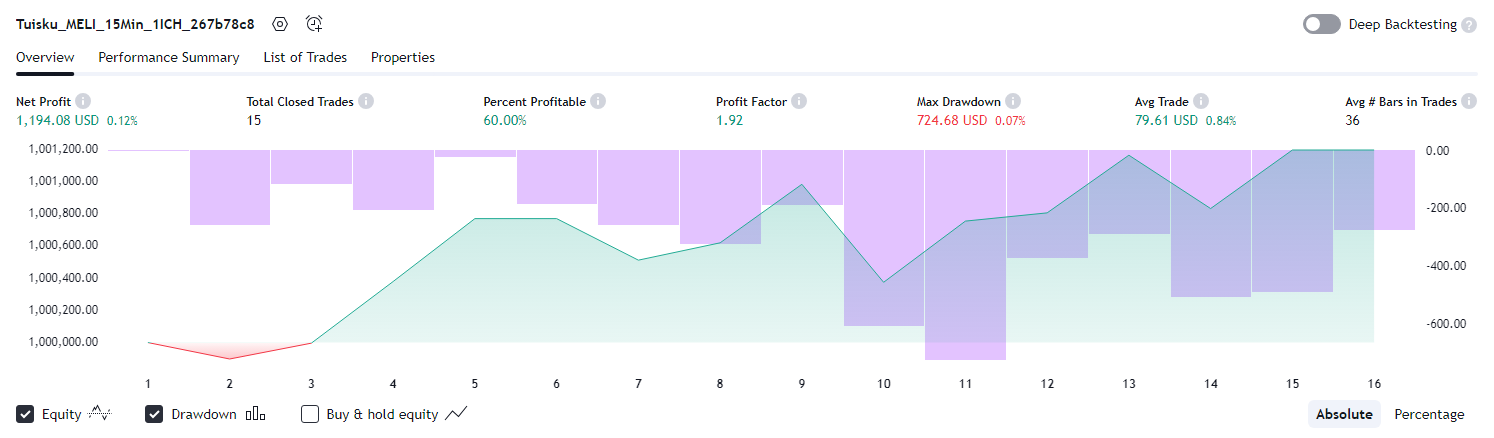 Tuisku_MELI_15Min_1ICH_267b78c8
Deep Backtesting ?
Overview Performance Summary List of Trades Properties
Net Profit i Total Closed Trades i Percent Profitable i Profit Factor i Max Drawdown i Avg Trade i Avg # Bars in Trades i
1,194.08 USD 0.12% 15 60.00% 1.92 724.68 USD 0.07% 79.61 USD 0.84% 36
1,001,200.00 0.00
1,001,000.00
1,000,800.00 -200.00
1,000,600.00
1,000,400.00 -400.00
1,000,200.00 -600.00
1,000,000.00
1 2 3 4 5 6 7 8 9 10 11 12 13 14 15 16
Equity Drawdown Buy & hold equity Absolute Percentage